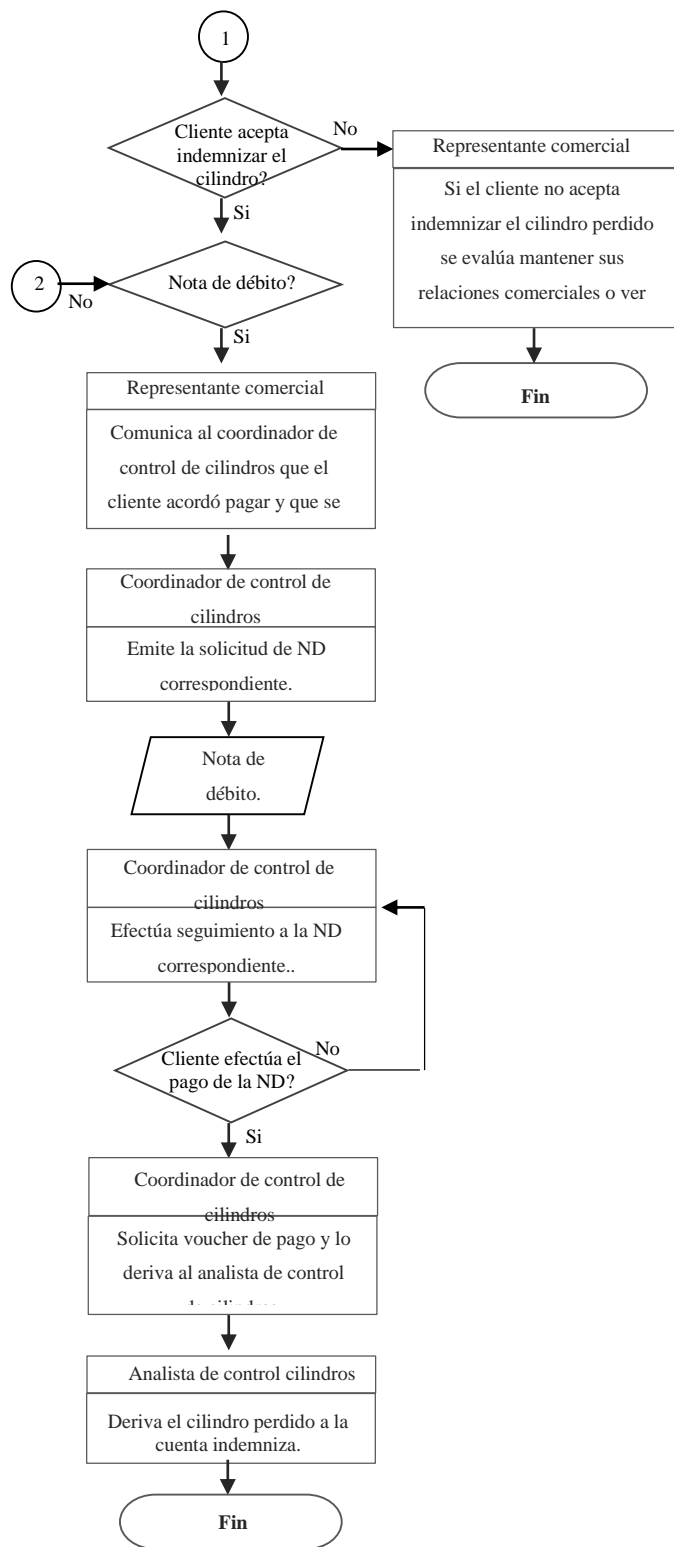 1
Cliente acepta
indemnizar el
cilindro?
No
Si
Representante comercial
Si el cliente no acepta
indemnizar el cilindro perdido
se evalúa mantener sus
relaciones comerciales o ver
Fin
2
No
Nota de débito?
Si
Representante comercial
Comunica al coordinador de
control de cilindros que el
cliente acordó pagar y que se
Coordinador de control de
cilindros
Emite la solicitud de ND
correspondiente.
Nota de
débito.
Coordinador de control de
cilindros
Efectúa seguimiento a la ND
correspondiente..
Cliente efectúa el
pago de la ND?
No
Si
Coordinador de control de
cilindros
Solicita voucher de pago y lo
deriva al analista de control
Analista de control cilindros
Deriva el cilindro perdido a la
cuenta indemniza.
Fin